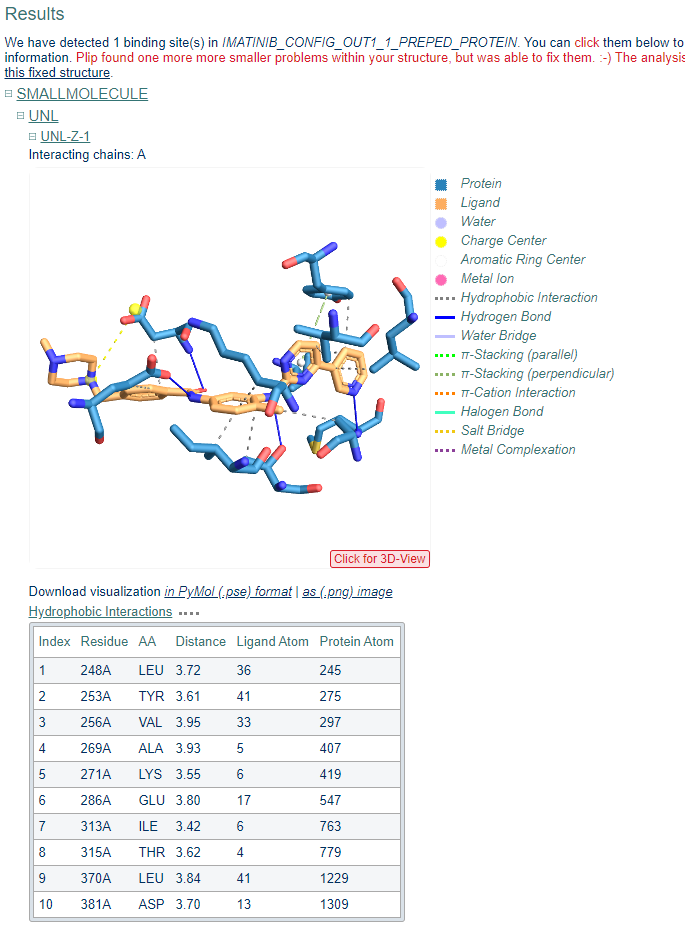 Results
We have detected 1 binding site(s) in IMATINIB_CONFIG_OUT1_1_PREPED_PROTEIN. You can click them below to
information. Plip found one more more smaller problems within your structure, but was able to fix them. :-) The analysis
this fixed structure.
SMALLMOLECULE
UNL
UNL-Z-1
Interacting chains: A
Protein
Ligand
Water
Charge Center
Aromatic Ring Center
Metal Ion
Hydrophobic Interaction
Hydrogen Bond
Water Bridge
π-Stacking (parallel)
π-Stacking (perpendicular)
π-Cation Interaction
Halogen Bond
Salt Bridge
Metal Complexation
Click for 3D-View
Download visualization in PyMol (.pse) format | as (.png) image
Hydrophobic Interactions
Index Residue AA Distance Ligand Atom Protein Atom
1 248A LEU 3.72 36 245
2 253A TYR 3.61 41 275
3 256A VAL 3.95 33 297
4 269A ALA 3.93 5 407
5 271A LYS 3.55 6 419
6 286A GLU 3.80 17 547
7 313A ILE 3.42 6 763
8 315A THR 3.62 4 779
9 370A LEU 3.84 41 1229
10 381A ASP 3.70 13 1309